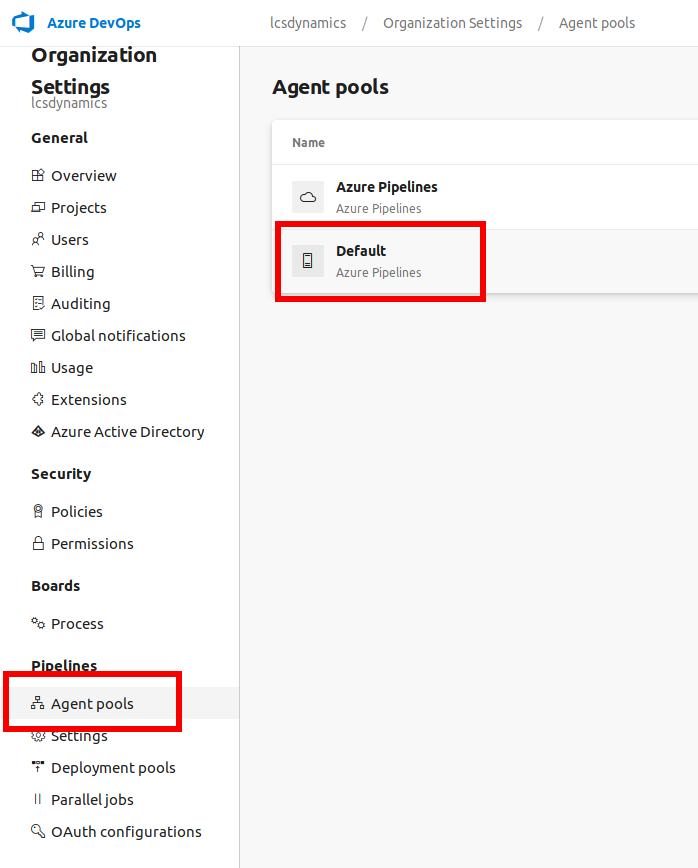 Azure DevOps
lcsdynamics / Organization Settings / Agent pools
Organization
Settings
lcsdynamics
General
Overview
Projects
Users
Billing
Auditing
Global notifications
Usage
Extensions
Azure Active Directory
Security
Policies
Permissions
Boards
Process
Pipelines
Agent pools
Settings
Deployment pools
Parallel jobs
OAuth configurations
Agent pools
Name
Azure Pipelines
Azure Pipelines
Default
Azure Pipelines